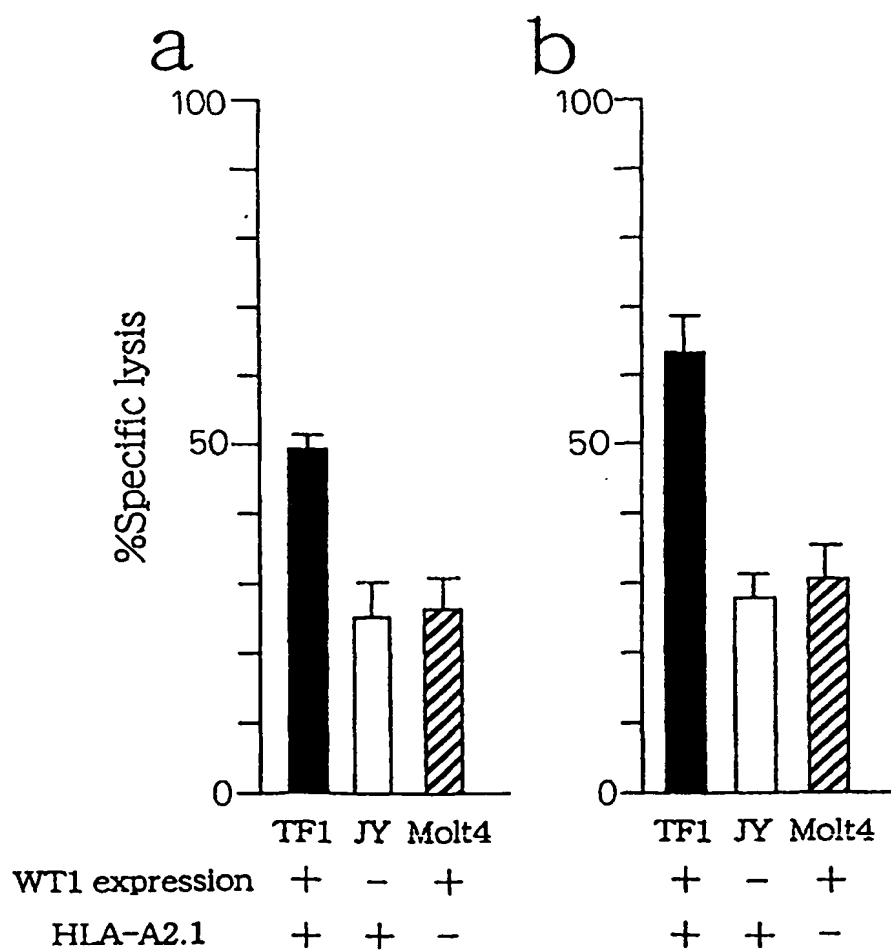 a b
100 100
%Specific lysis
50 50
0 0
TF1 JY Molt4 TF1 JY Molt4
WT1 expression + − + + − +
HLA−A2.1 + + − + + −